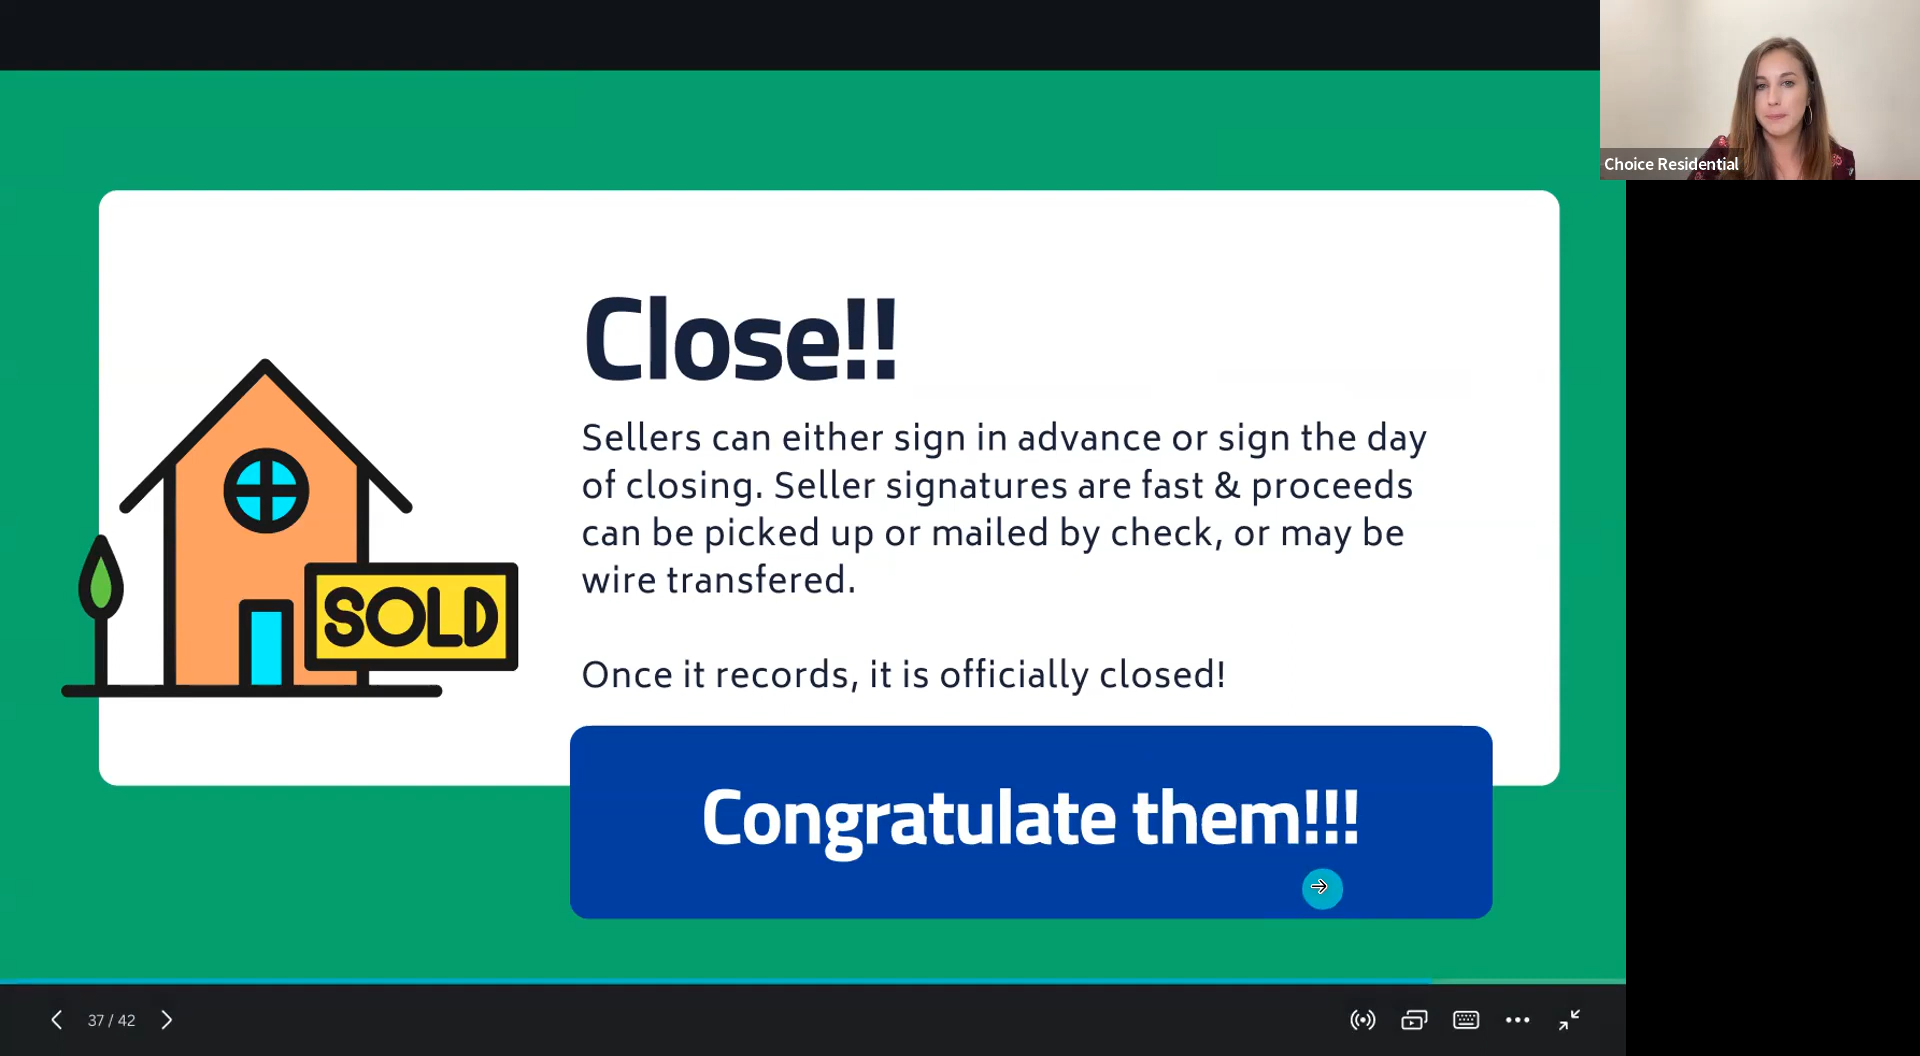 Choice Residential
Close!!
Sellers can either sign in advance or sign the day
of closing. Seller signatures are fast & proceeds
can be picked up or mailed by check, or may be
wire transfered.
Once it records, it is officially closed!
SOLD
Congratulate them!!!
37 / 42